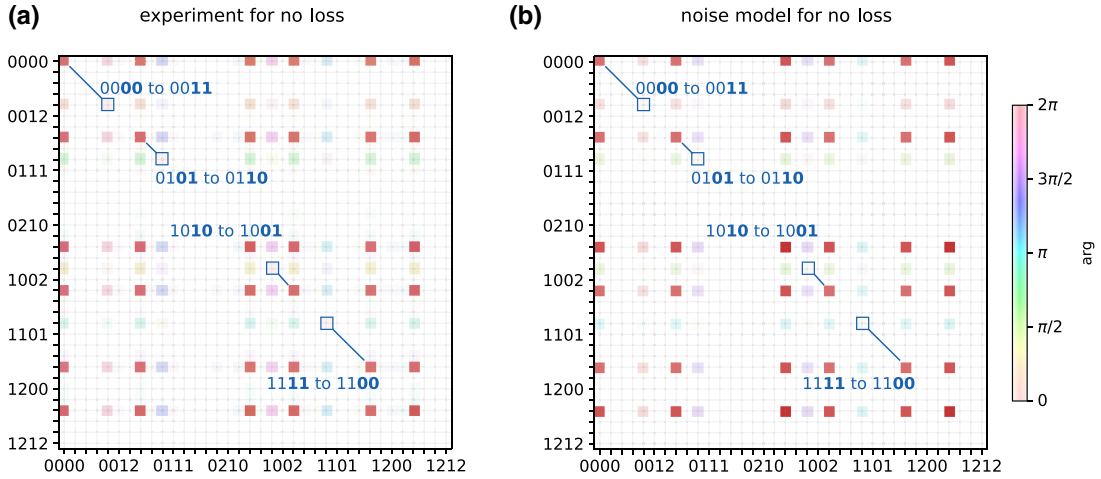 (a)
experiment for no loss
0000
0012
0101
0111
0210
1002
1101
1200
1212
0000 to 0011
0101 to 0110
1010 to 1001
1111 to 1100
0000 0012 0111 0210 1002 1101 1200 1212
(b)
noise model for no loss
0000
0012
0111
0210
1002
1101
1200
1212
0000 to 0011
0101 to 0110
1010 to 1001
1111 to 1100
0000 0012 0111 0210 1002 1101 1200 1212
2π
3π/2
π
π/2
0
arg